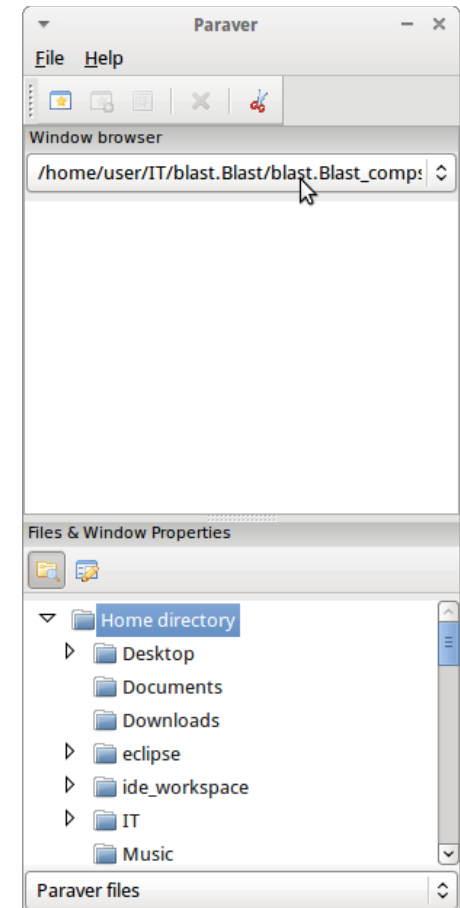 Paraver
File Help
Window browser
/home/user/IT/blast.Blast/blast.Blast_comps
Files & Window Properties
Home directory
Desktop
Documents
Downloads
eclipse
ide_workspace
IT
Music
Paraver files